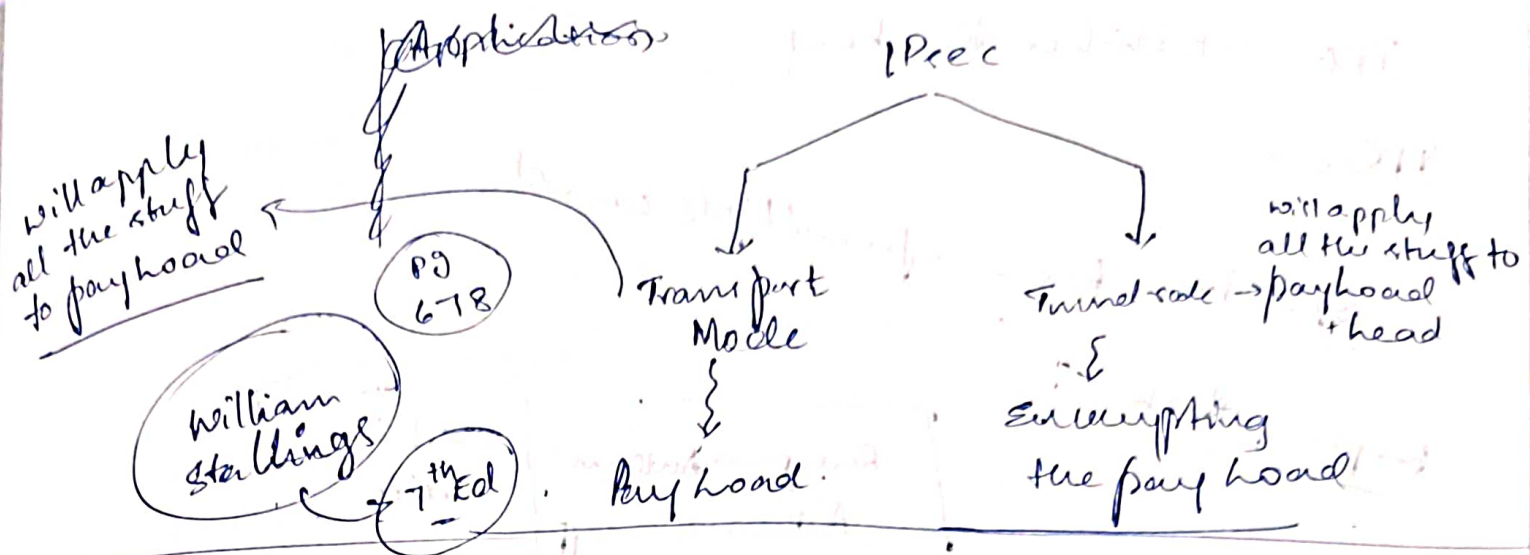 Application
IPsec
will apply
all the stuff
to payload
pg
678
Transport
Mode
Tunnel mode → payload
+ head
will apply
all the stuff to
William
Stallings
7th Ed
Payload
Encrypting
the payload